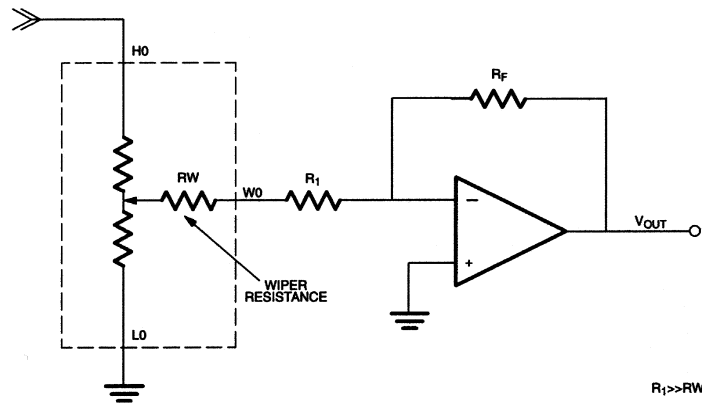 H0
RF
RW
W0
R1
−
+
VOUT
WIPER
RESISTANCE
L0
R1>>RW